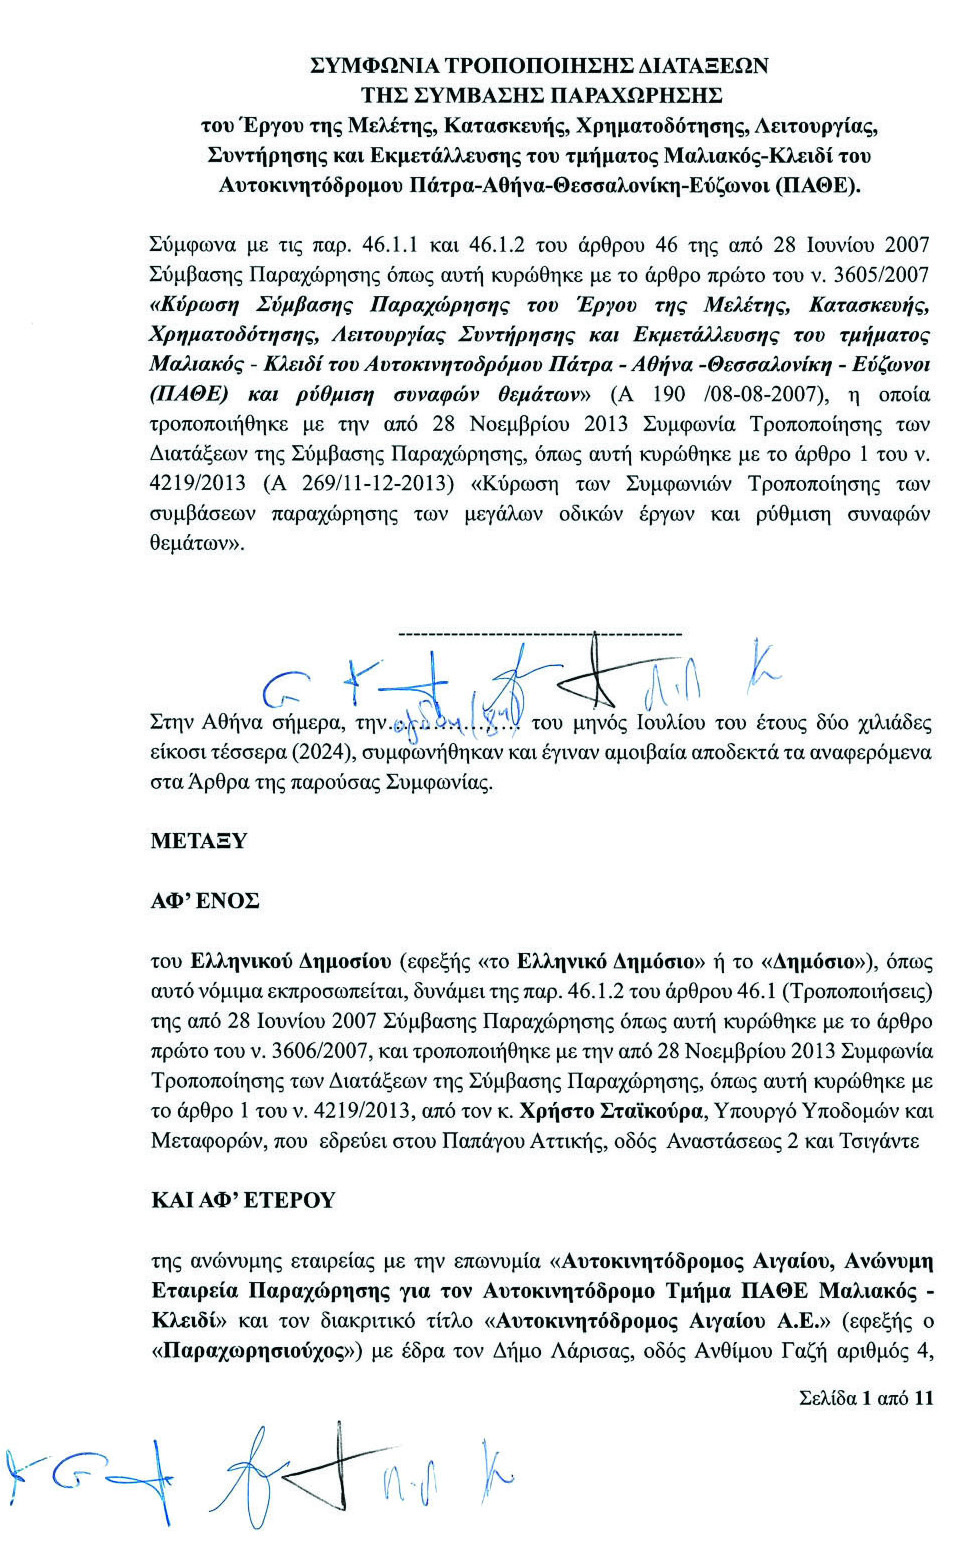 ΣΥΜΦΩΝΙΑ ΤΡΟΠΟΠΟΙΗΣΗΣ ΔΙΑΤΑΞΕΩΝ
ΤΗΣ ΣΥΜΒΑΣΗΣ ΠΑΡΑΧΩΡΗΣΗΣ
του Έργου της Μελέτης, Κατασκευής, Χρηματοδότησης, Λειτουργίας,
Συντήρησης και Εκμετάλλευσης του τμήματος Μαλιακός-Κλειδί του
Αυτοκινητόδρομου Πάτρα-Αθήνα-Θεσσαλονίκη-Εύζωνοι (ΠΑΘΕ).
Σύμφωνα με τις παρ. 46.1.1 και 46.1.2 του άρθρου 46 της από 28 Ιουνίου 2007
Σύμβασης Παραχώρησης όπως αυτή κυρώθηκε με το άρθρο πρώτο του ν. 3605/2007
«Κύρωση Σύμβασης Παραχώρησης του Έργου της Μελέτης, Κατασκευής,
Χρηματοδότησης, Λειτουργίας Συντήρησης και Εκμετάλλευσης του τμήματος
Μαλιακός - Κλειδί του Αυτοκινητοδρόμου Πάτρα - Αθήνα -Θεσσαλονίκη - Εύζωνοι
(ΠΑΘΕ) και ρύθμιση συναφών θεμάτων» (Α 190 /08-08-2007), η οποία
τροποποιήθηκε με την από 28 Νοεμβρίου 2013 Συμφωνία Τροποποίησης των
Διατάξεων της Σύμβασης Παραχώρησης, όπως αυτή κυρώθηκε με το άρθρο 1 του ν.
4219/2013 (Α 269/11-12-2013) «Κύρωση των Συμφωνιών Τροποποίησης των
συμβάσεων παραχώρησης των μεγάλων οδικών έργων και ρύθμιση συναφών
θεμάτων».
Στην Αθήνα σήμερα, την του μηνός Ιουλίου του έτους δύο χιλιάδες
είκοσι τέσσερα (2024), συμφωνήθηκαν και έγιναν αμοιβαία αποδεκτά τα αναφερόμενα
στα Άρθρα της παρούσας Συμφωνίας.
ΜΕΤΑΞΥ
ΑΦ’ ΕΝΟΣ
του Ελληνικού Δημοσίου (εφεξής «το Ελληνικό Δημόσιο» ή το «Δημόσιο»), όπως
αυτό νόμιμα εκπροσωπείται, δυνάμει της παρ. 46.1.2 του άρθρου 46.1 (Τροποποιήσεις)
της από 28 Ιουνίου 2007 Σύμβασης Παραχώρησης όπως αυτή κυρώθηκε με το άρθρο
πρώτο του ν. 3606/2007, και τροποποιήθηκε με την από 28 Νοεμβρίου 2013 Συμφωνία
Τροποποίησης των Διατάξεων της Σύμβασης Παραχώρησης, όπως αυτή κυρώθηκε με
το άρθρο 1 του ν. 4219/2013, από τον κ. Χρήστο Σταϊκούρα, Υπουργό Υποδομών και
Μεταφορών, που εδρεύει στου Παπάγου Αττικής, οδός Αναστάσεως 2 και Τσιγάντε
ΚΑΙ ΑΦ’ ΕΤΕΡΟΥ
της ανώνυμης εταιρείας με την επωνυμία «Αυτοκινητόδρομος Αιγαίου, Ανώνυμη
Εταιρεία Παραχώρησης για τον Αυτοκινητόδρομο Τμήμα ΠΑΘΕ Μαλιακός -
Κλειδί» και τον διακριτικό τίτλο «Αυτοκινητόδρομος Αιγαίου Α.Ε.» (εφεξής ο
«Παραχωρησιούχος») με έδρα τον Δήμο Λάρισας, οδός Ανθίμου Γαζή αριθμός 4,
Σελίδα 1 από 11